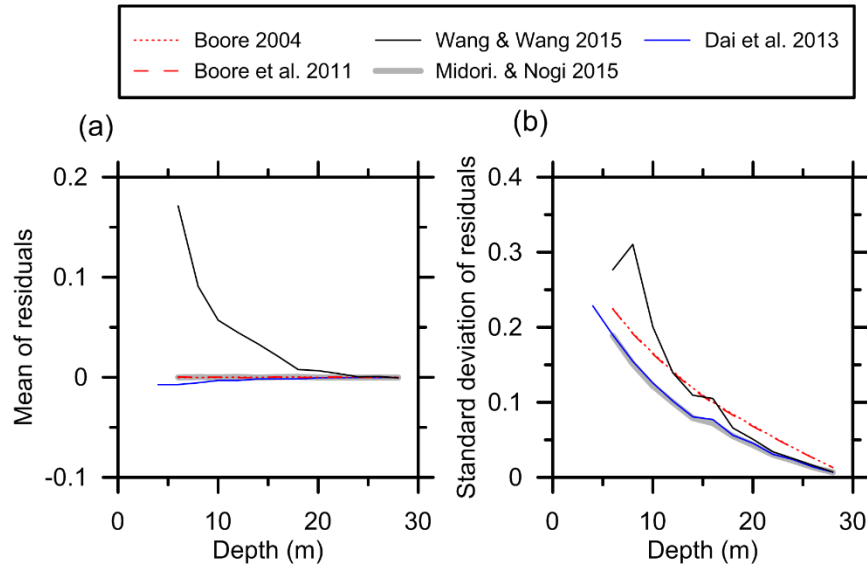 Boore 2004
Wang & Wang 2015
Dai et al. 2013
Boore et al. 2011
Midori. & Nogi 2015
(a)
Mean of residuals
0.2
0.1
0
-0.1
0
10
20
30
Depth (m)
(b)
Standard deviation of residuals
0.4
0.3
0.2
0.1
0
0
10
20
30
Depth (m)